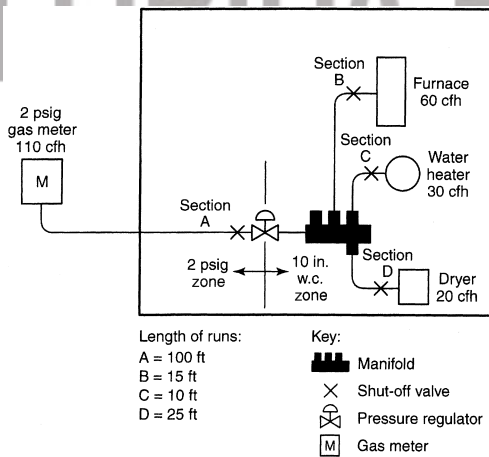 Section
B
Furnace
60 cfh
2 psig
gas meter
110 cfh
Section
C
Water
heater
30 cfh
M
Section
A
Section
D
2 psig
zone
10 in.
w.c.
zone
Dryer
20 cfh
Length of runs:
A = 100 ft
B = 15 ft
C = 10 ft
D = 25 ft
Key:
Manifold
Shut-off valve
Pressure regulator
M
Gas meter